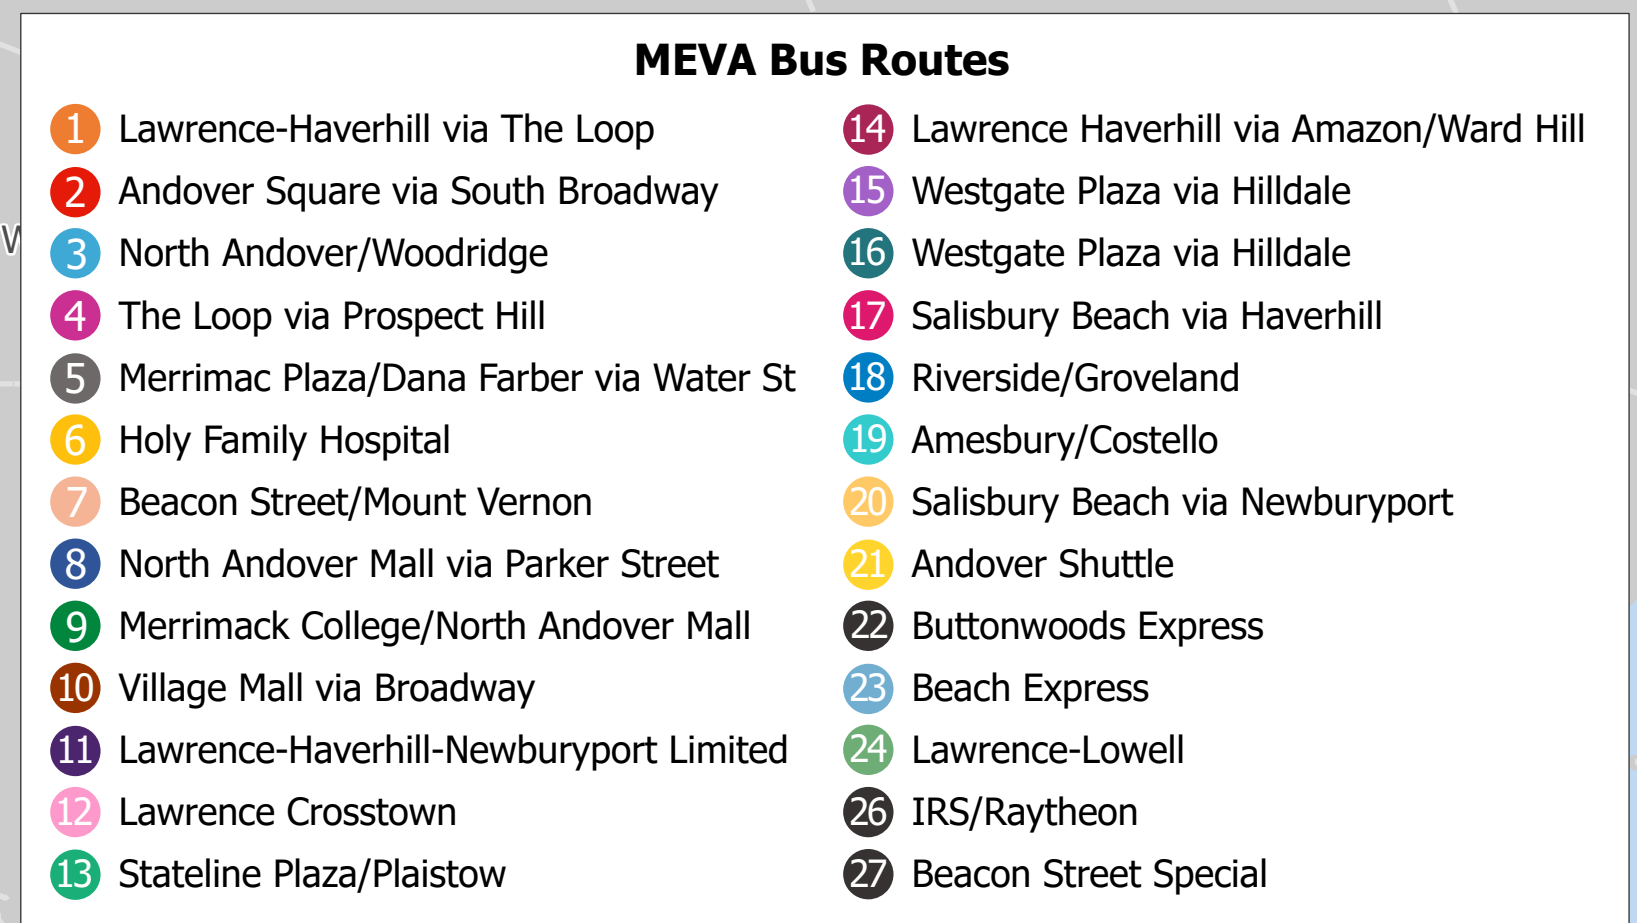 MEVA Bus Routes
1 Lawrence-Haverhill via The Loop
2 Andover Square via South Broadway
3 North Andover/Woodridge
4 The Loop via Prospect Hill
5 Merrimac Plaza/Dana Farber via Water St
6 Holy Family Hospital
7 Beacon Street/Mount Vernon
8 North Andover Mall via Parker Street
9 Merrimack College/North Andover Mall
10 Village Mall via Broadway
11 Lawrence-Haverhill-Newburyport Limited
12 Lawrence Crosstown
13 Stateline Plaza/Plaistow
14 Lawrence Haverhill via Amazon/Ward Hill
15 Westgate Plaza via Hilldale
16 Westgate Plaza via Hilldale
17 Salisbury Beach via Haverhill
18 Riverside/Groveland
19 Amesbury/Costello
20 Salisbury Beach via Newburyport
21 Andover Shuttle
22 Buttonwoods Express
23 Beach Express
24 Lawrence-Lowell
26 IRS/Raytheon
27 Beacon Street Special